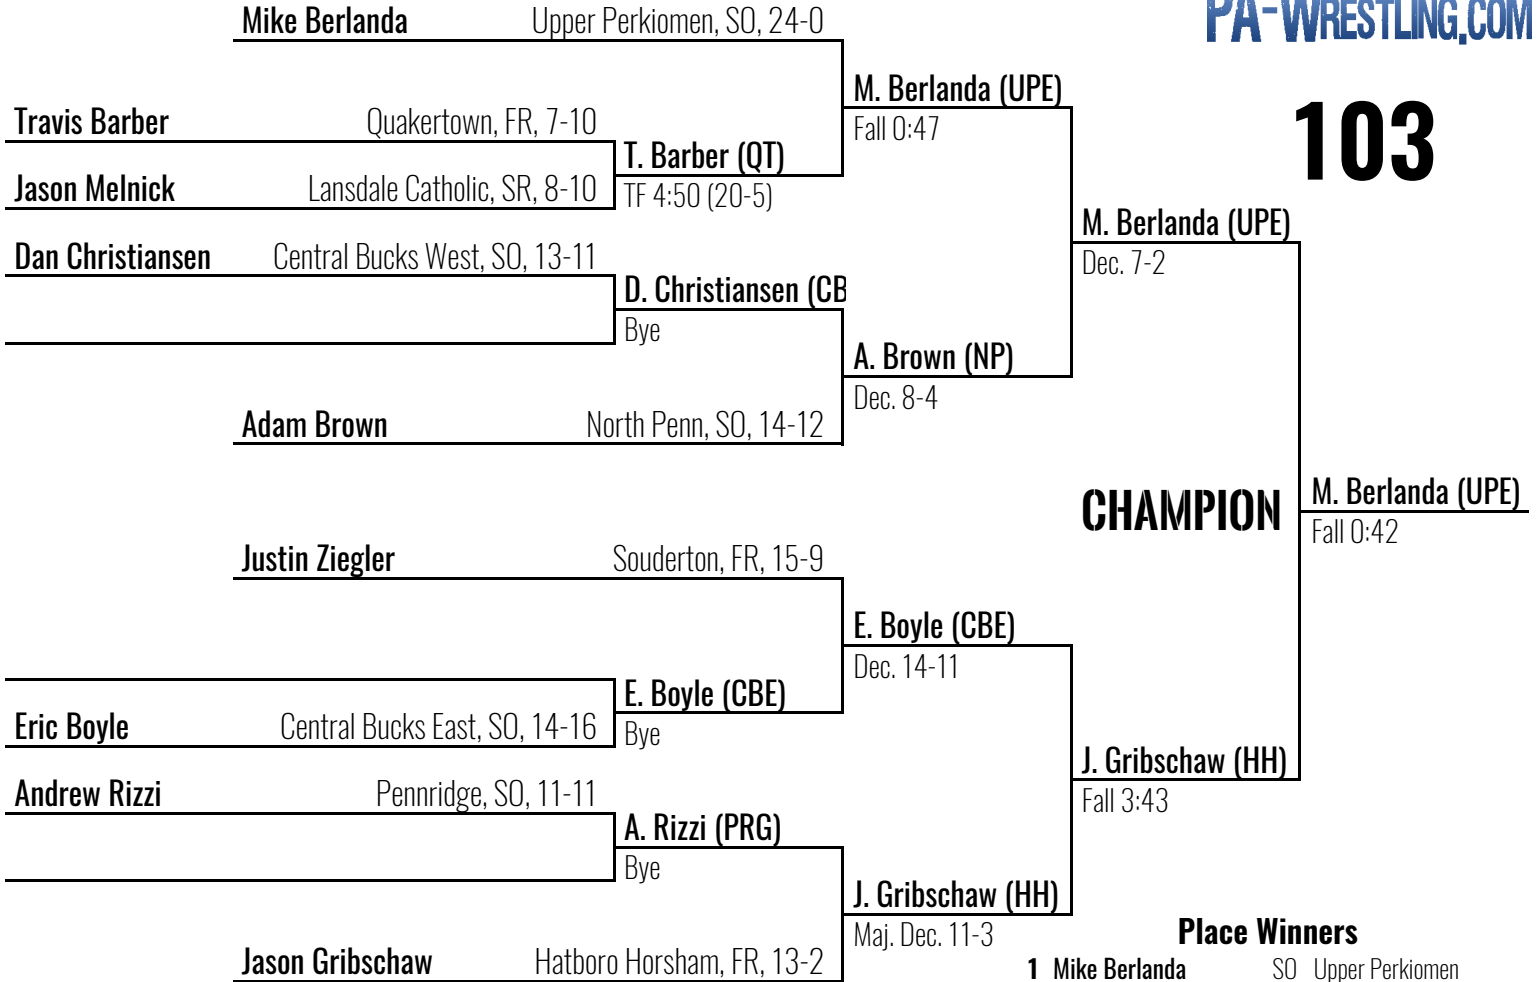 Mike Berlanda Upper Perkiomen, SO, 24-0
PA-WRESTLING.COM
M. Berlanda (UPE)
Fall 0:47
103
Travis Barber Quakertown, FR, 7-10
T. Barber (QT)
TF 4:50 (20-5)
Jason Melnick Lansdale Catholic, SR, 8-10
M. Berlanda (UPE)
Dec. 7-2
Dan Christiansen Central Bucks West, SO, 13-11
D. Christiansen (CB
Bye
A. Brown (NP)
Dec. 8-4
Adam Brown North Penn, SO, 14-12
CHAMPION
M. Berlanda (UPE)
Fall 0:42
Justin Ziegler Souderton, FR, 15-9
E. Boyle (CBE)
Dec. 14-11
E. Boyle (CBE)
Bye
Eric Boyle Central Bucks East, SO, 14-16
J. Gribschaw (HH)
Fall 3:43
Andrew Rizzi Pennridge, SO, 11-11
A. Rizzi (PRG)
Bye
J. Gribschaw (HH)
Maj. Dec. 11-3
Jason Gribschaw Hatboro Horsham, FR, 13-2
Place Winners
1 Mike Berlanda SO Upper Perkiomen